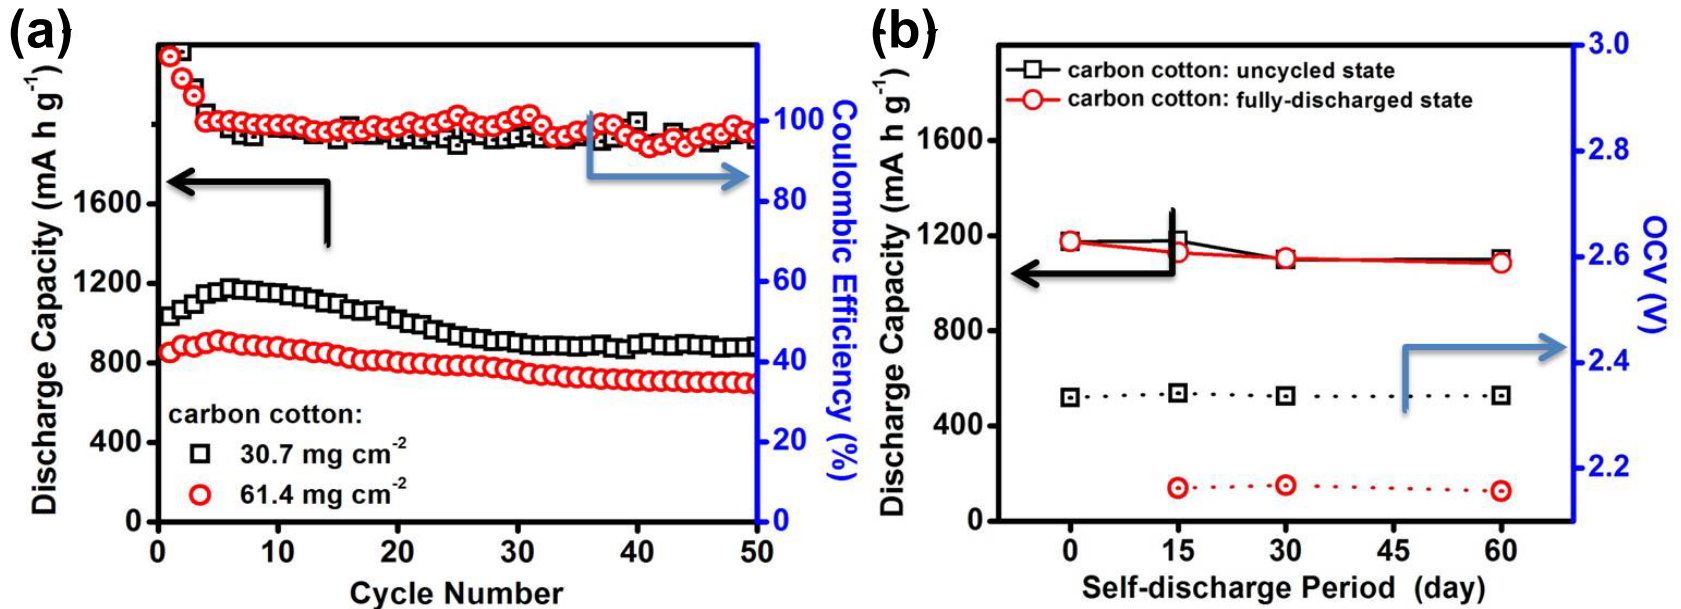 (a)
Discharge Capacity (mA h g-1)
1600
1200
800
400
0
100
80
60
40
20
0
Coulombic Efficiency (%)
carbon cotton:
30.7 mg cm-2
61.4 mg cm-2
0 10 20 30 40 50
Cycle Number
(b)
Discharge Capacity (mA h g-1)
1600
1200
800
400
0
carbon cotton: uncycled state
carbon cotton: fully-discharged state
3.0
2.8
2.6
2.4
2.2
OCV (V)
0 15 30 45 60
Self-discharge Period (day)